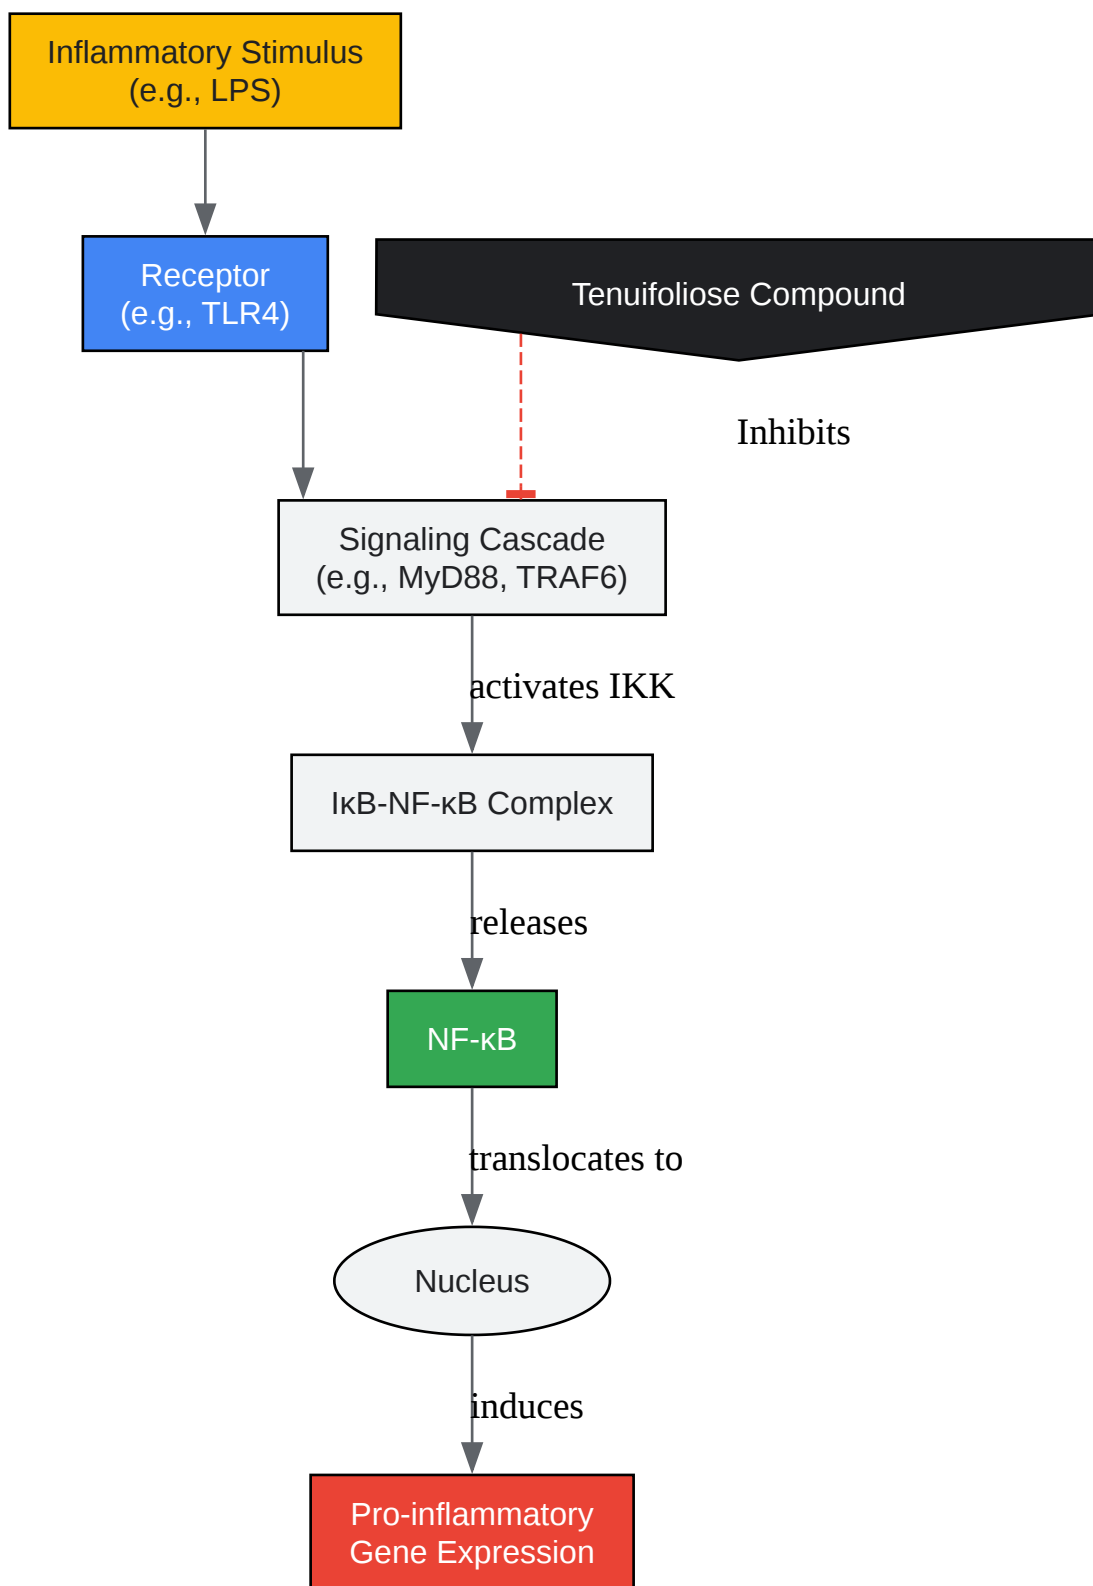 Inflammatory Stimulus
(e.g., LPS)
Receptor
(e.g., TLR4)
Tenuifoliose Compound
Inhibits
Signaling Cascade
(e.g., MyD88, TRAF6)
activates IKK
IκB-NF-κB Complex
releases
NF-κB
translocates to
Nucleus
induces
Pro-inflammatory
Gene Expression